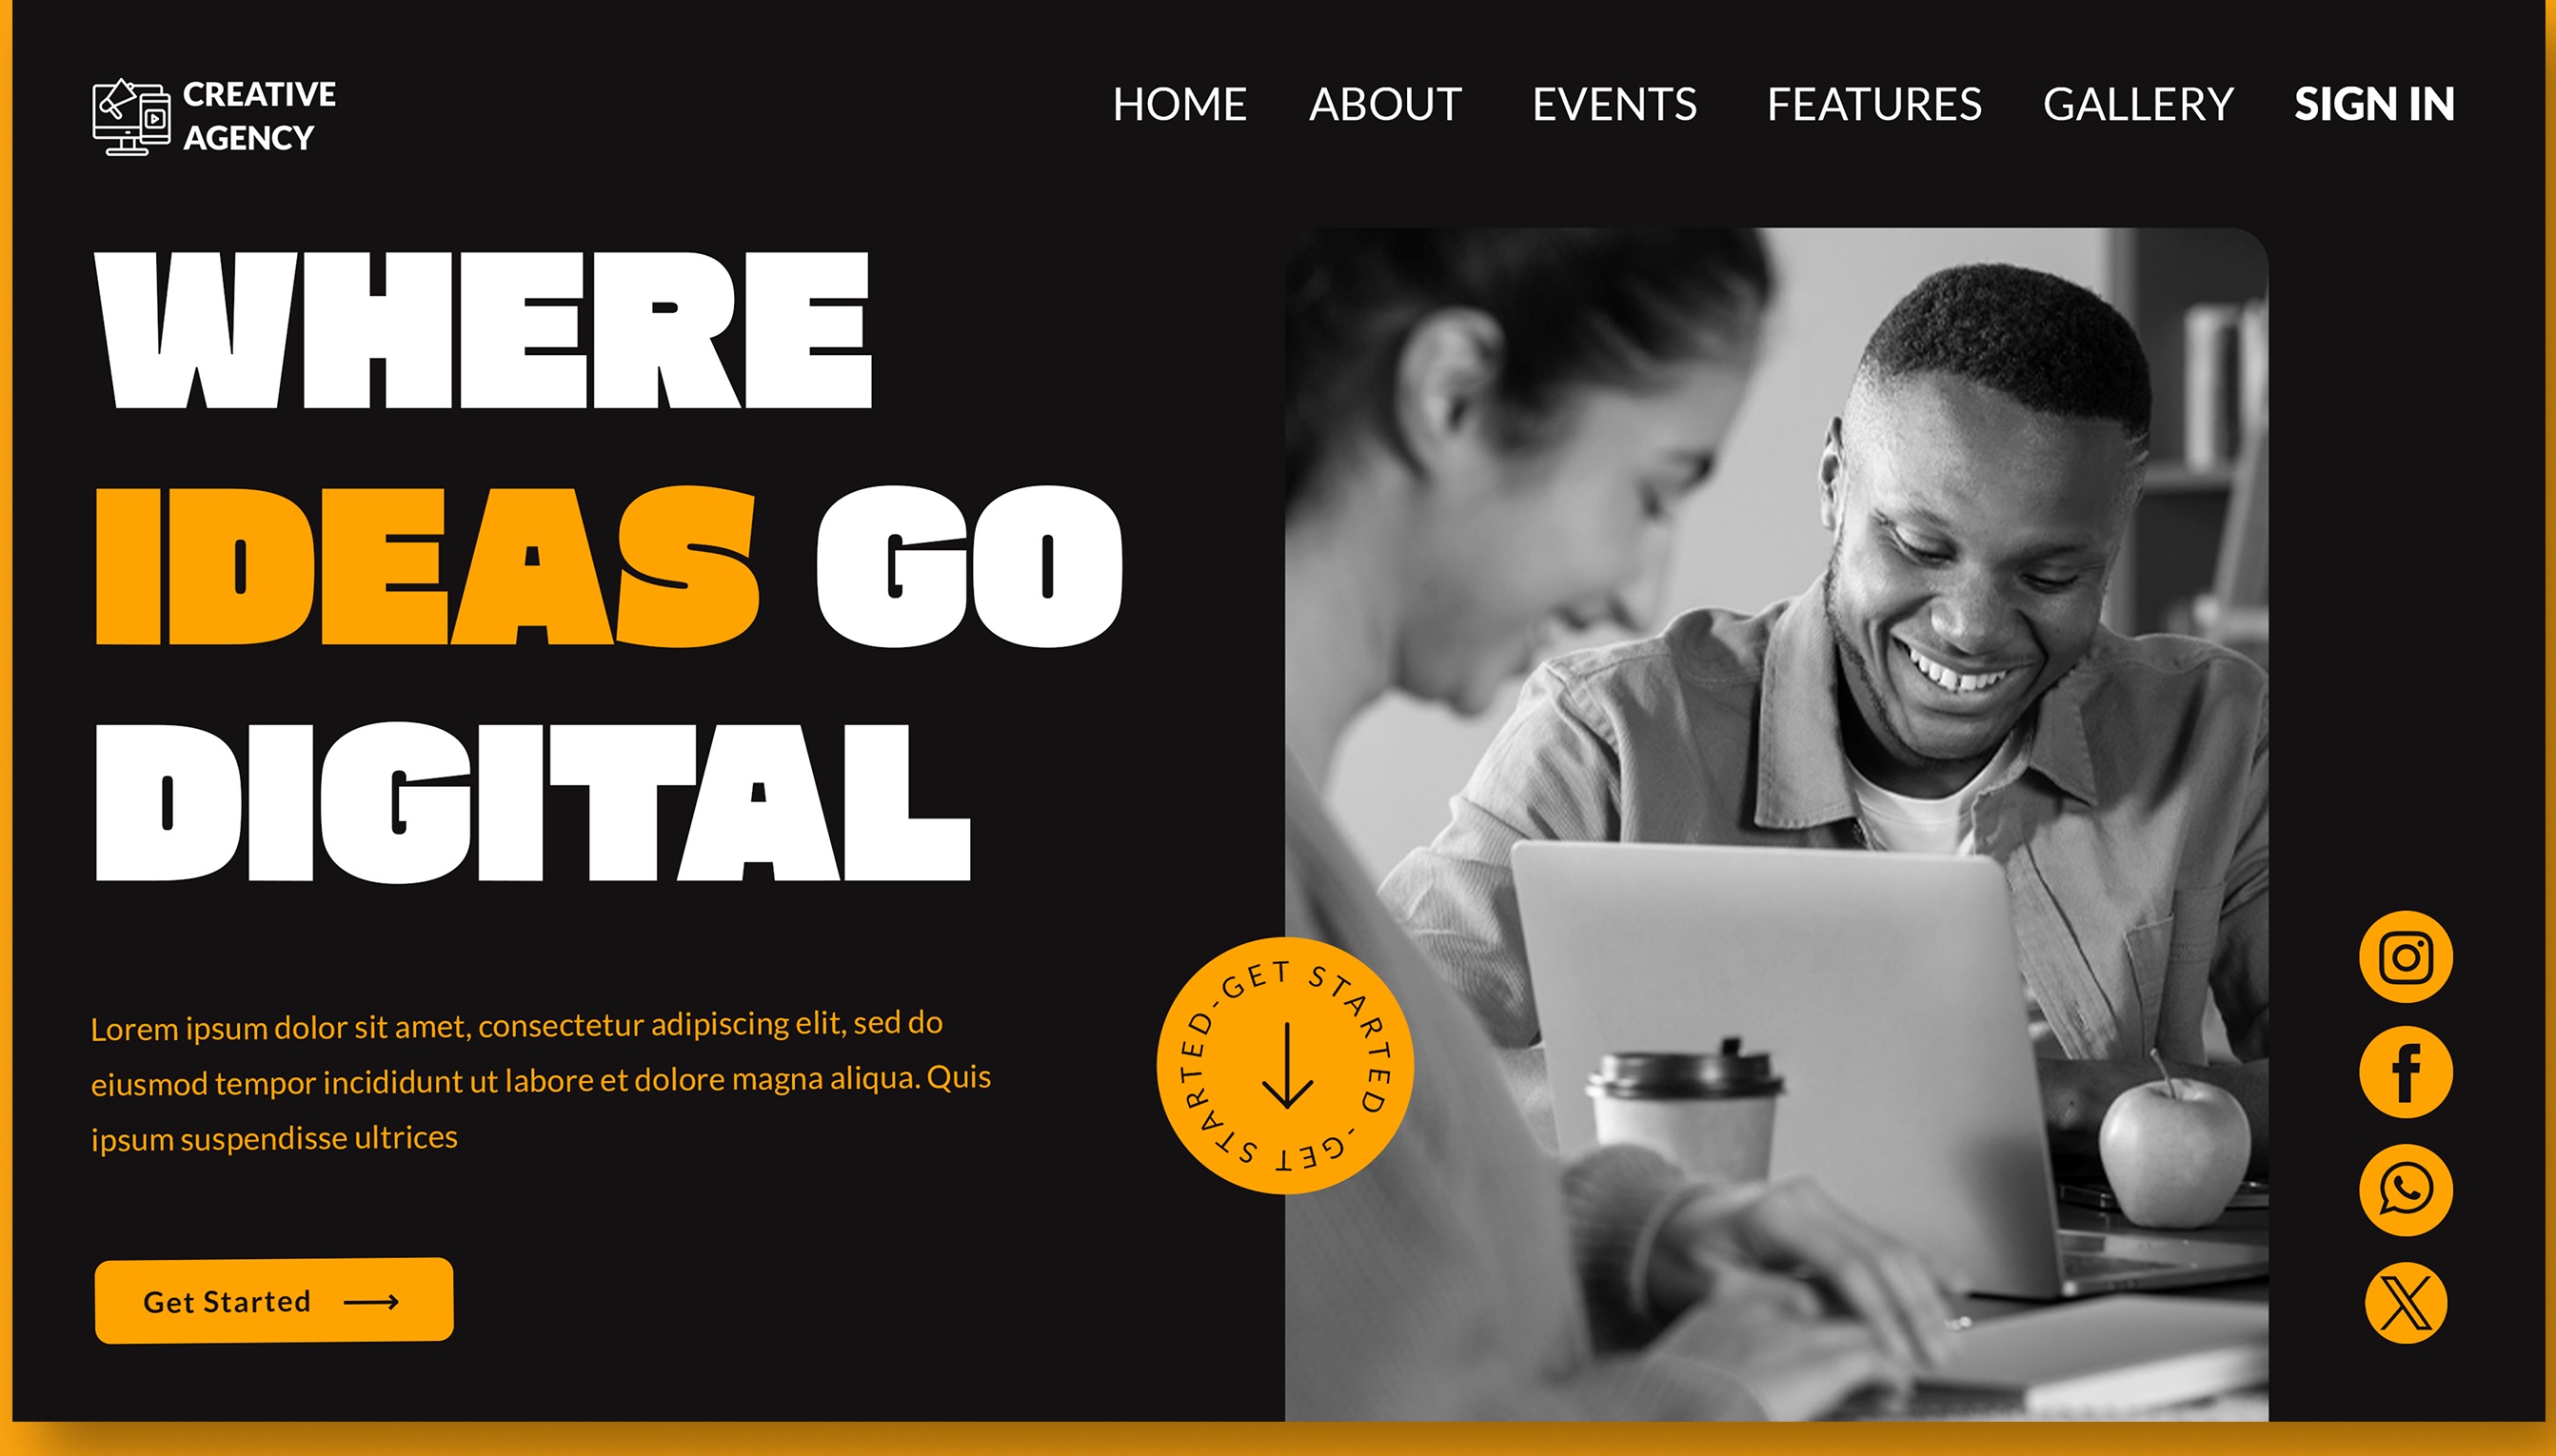 CREATIVE
AGENCY
HOME ABOUT EVENTS FEATURES GALLERY SIGN IN
WHERE
IDEAS GO
DIGITAL
Lorem ipsum dolor sit amet, consectetur adipiscing elit, sed do
eiusmod tempor incididunt ut labore et dolore magna aliqua. Quis
ipsum suspendisse ultrices
GET STARTED-GET STARTED-
Get Started